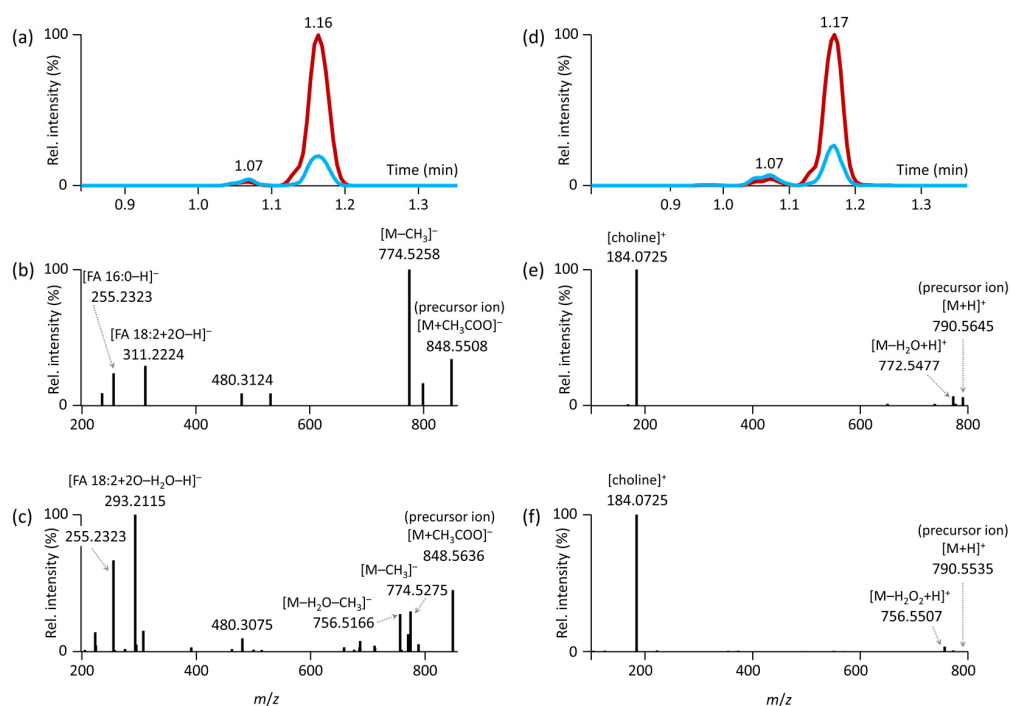 (a)
Rel. intensity (%)
100
0
1.16
1.07
Time (min)
0.9 1.0 1.1 1.2 1.3
(d)
Rel. intensity (%)
100
0
1.17
1.07
Time (min)
0.9 1.0 1.1 1.2 1.3
(b)
Rel. intensity (%)
100
0
[FA 16:0–H]⁻
255.2323
[FA 18:2+2O–H]⁻
311.2224
480.3124
[M–CH₃]⁻
774.5258
(precursor ion)
[M+CH₃COO]⁻
848.5508
200 400 600 800
(e)
Rel. intensity (%)
100
0
[choline]⁺
184.0725
(precursor ion)
[M+H]⁺
790.5645
[M–H₂O+H]⁺
772.5477
200 400 600 800
(c)
Rel. intensity (%)
100
0
[FA 18:2+2O–H₂O–H]⁻
293.2115
255.2323
480.3075
(precursor ion)
[M+CH₃COO]⁻
848.5636
[M–CH₃]⁻
774.5275
[M–H₂O–CH₃]⁻
756.5166
200 400 600 800
m/z
(f)
Rel. intensity (%)
100
0
[choline]⁺
184.0725
(precursor ion)
[M+H]⁺
790.5535
[M–H₂O₂+H]⁺
756.5507
200 400 600 800
m/z